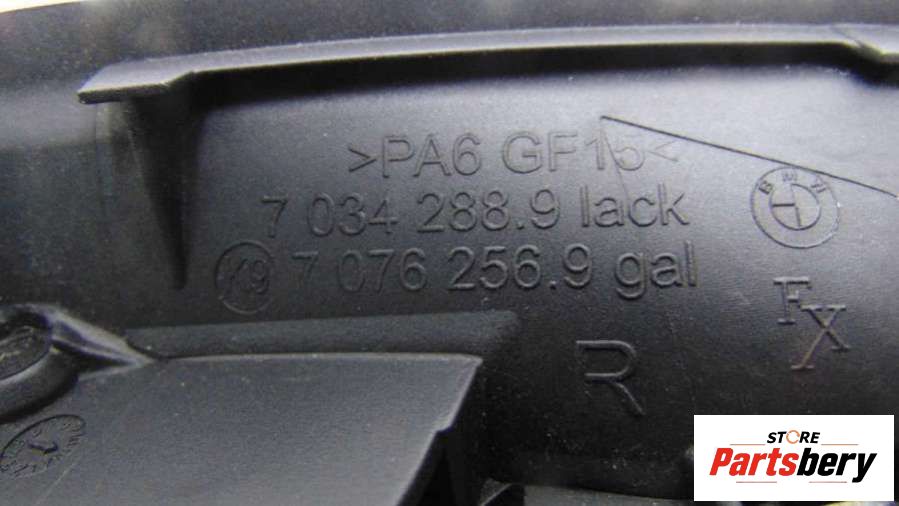 >PA6 GF15<
7 034 288.9 lack
7 076 256.9 gal
BMW
FX
R
STORE
Partsbery